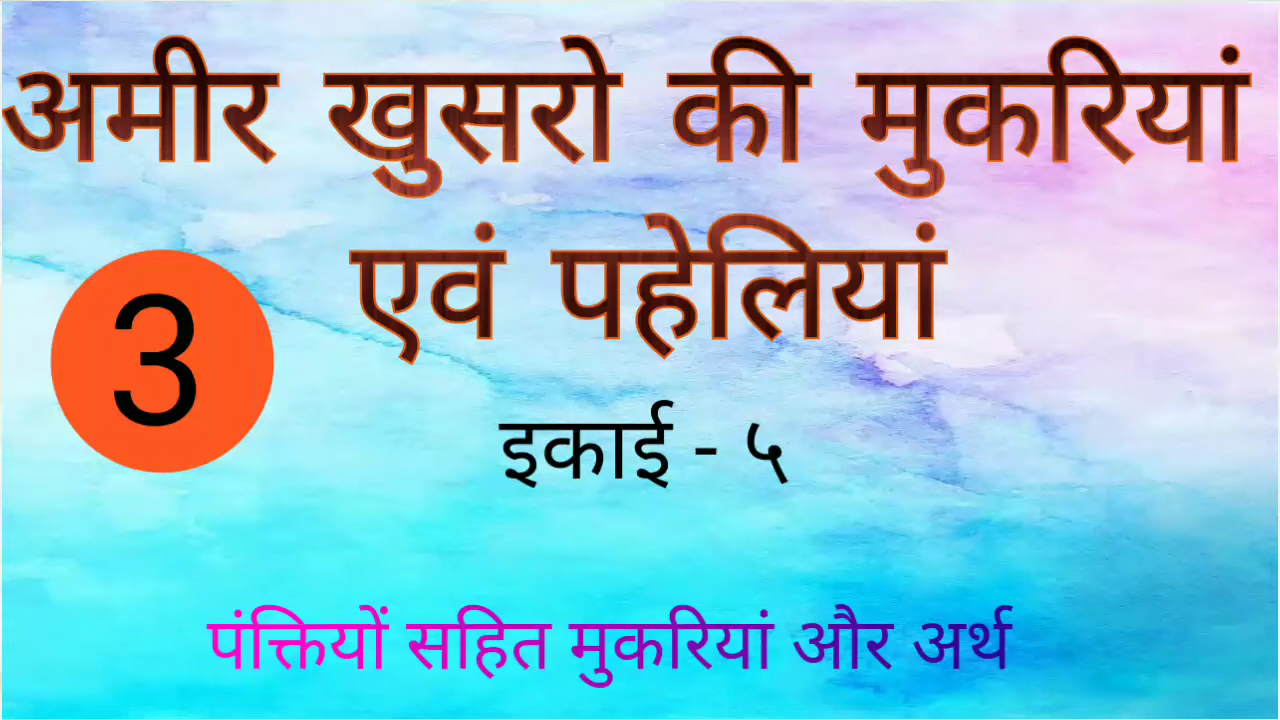 अमीर खुसरो की मुकरियां
एवं पहेलियां
3
इकाई - ५
पंक्तियों सहित मुकरियां और अर्थ